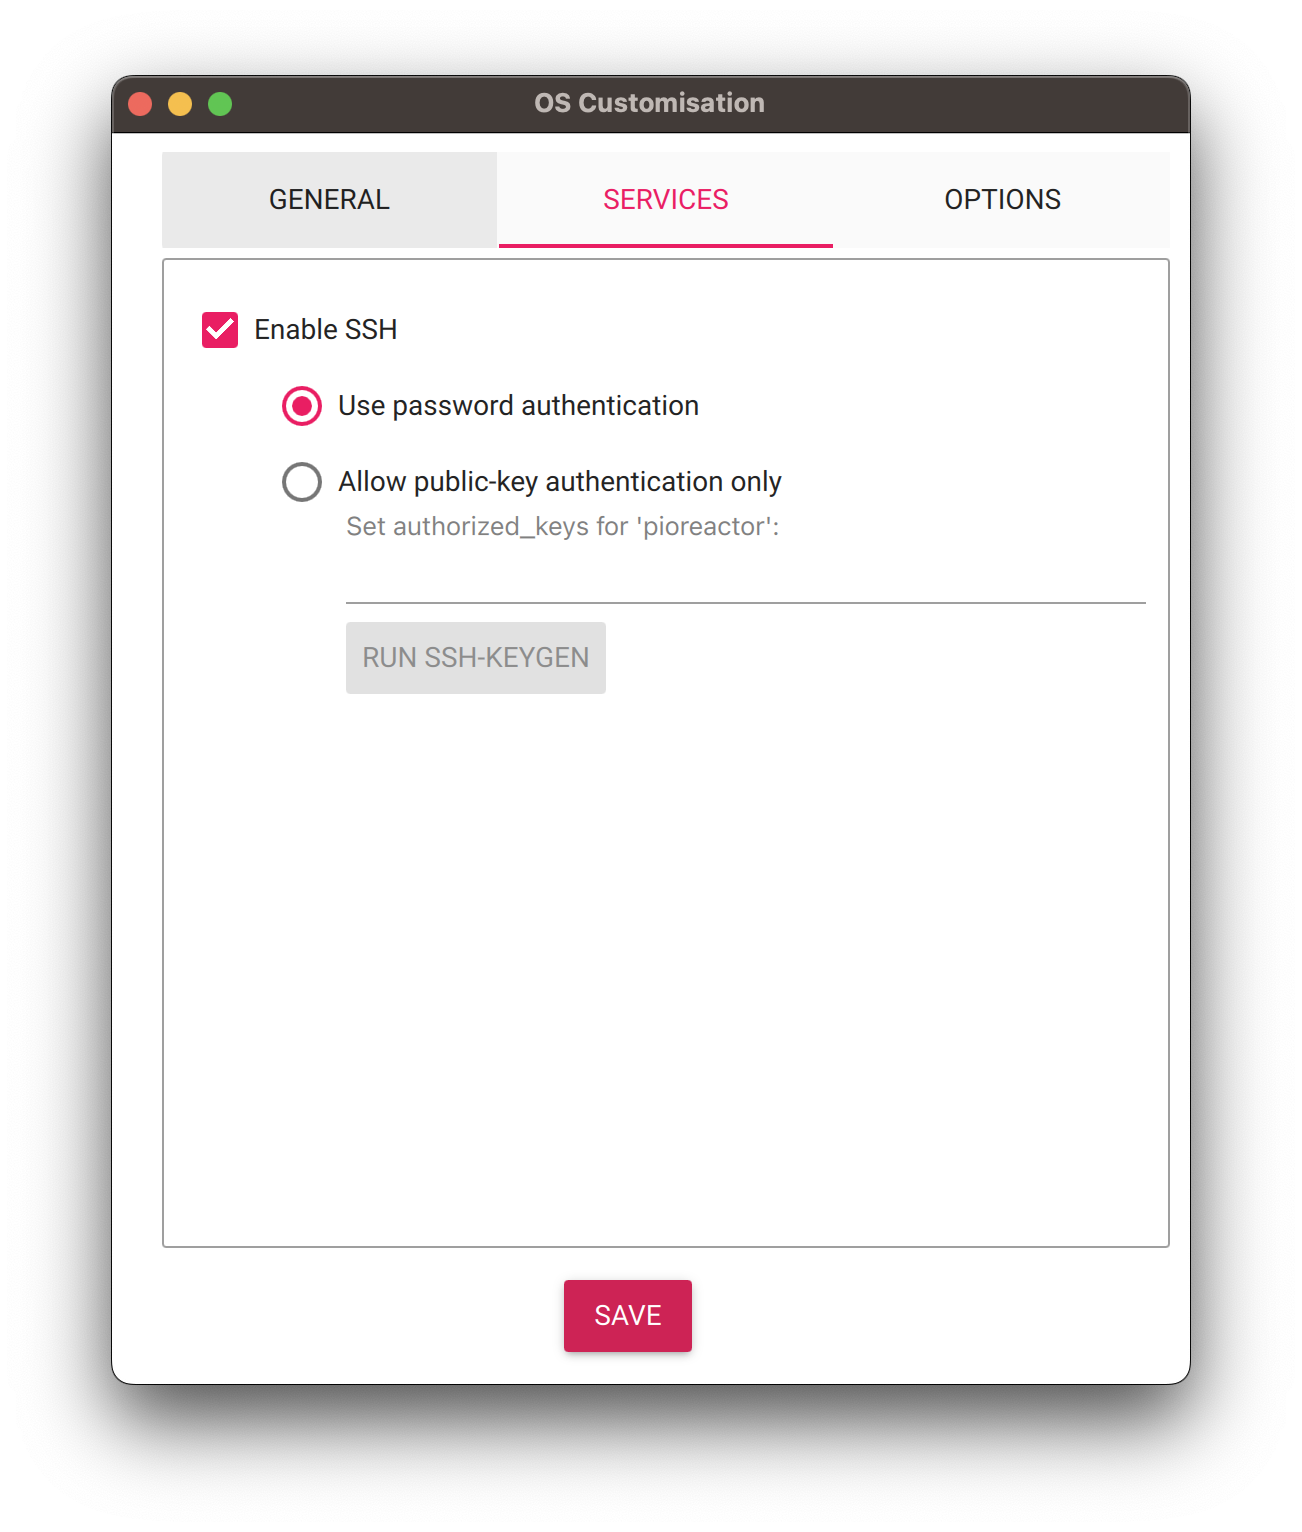 OS Customisation
GENERAL
SERVICES
OPTIONS
Enable SSH
Use password authentication
Allow public-key authentication only
Set authorized_keys for 'pioreactor':
RUN SSH-KEYGEN
SAVE